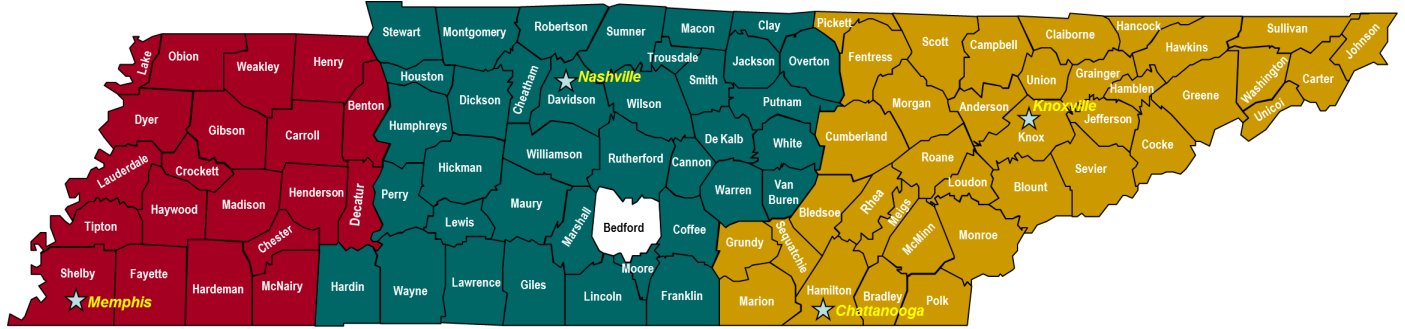 Stewart
Montgomery
Robertson
Sumner
Macon
Clay
Pickett
Scott
Campbell
Claiborne
Hancock
Hawkins
Sullivan
Johnson
Lake
Obion
Weakley
Henry
Houston
Dickson
Cheatham
Nashville
Davidson
Trousdale
Wilson
Smith
Jackson
Overton
Fentress
Union
Grainger
Hamblen
Greene
Washington
Unicoi
Carter
Benton
Dyer
Gibson
Carroll
Humphreys
Putnam
Morgan
Anderson
Knoxville
Knox
Jefferson
Cocke
Lauderdale
Crockett
Hickman
Williamson
Rutherford
De Kalb
Cannon
White
Cumberland
Roane
Loudon
Blount
Sevier
Tipton
Haywood
Madison
Henderson
Decatur
Perry
Lewis
Maury
Marshall
Bedford
Warren
Van
Buren
Bledsoe
Rhea
Meigs
McMinn
Monroe
Chester
Coffee
Grundy
Sequatchie
Shelby
Memphis
Fayette
Hardeman
McNairy
Hardin
Wayne
Lawrence
Giles
Lincoln
Moore
Franklin
Marion
Hamilton
Chattanooga
Bradley
Polk